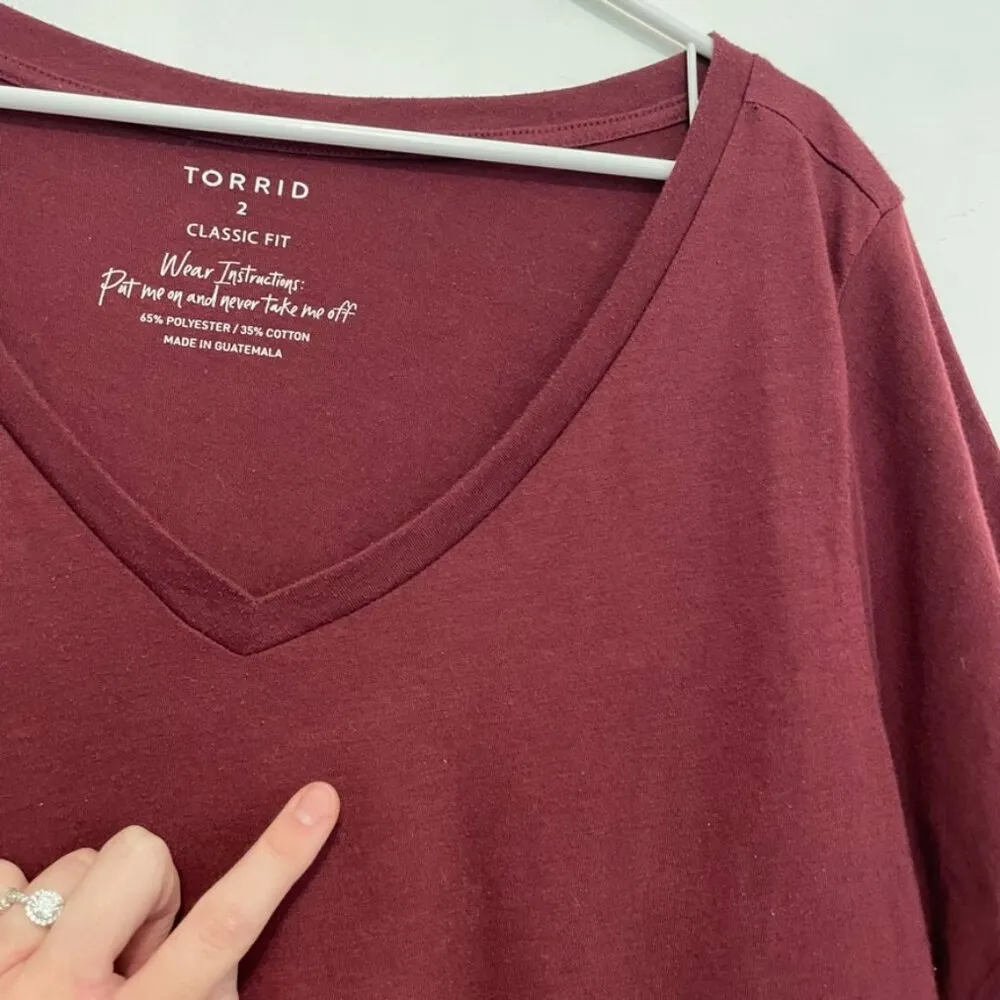 TORRID
2
CLASSIC FIT
Wear Instructions:
Put me on and never take me off
65% POLYESTER / 35% COTTON
MADE IN GUATEMALA